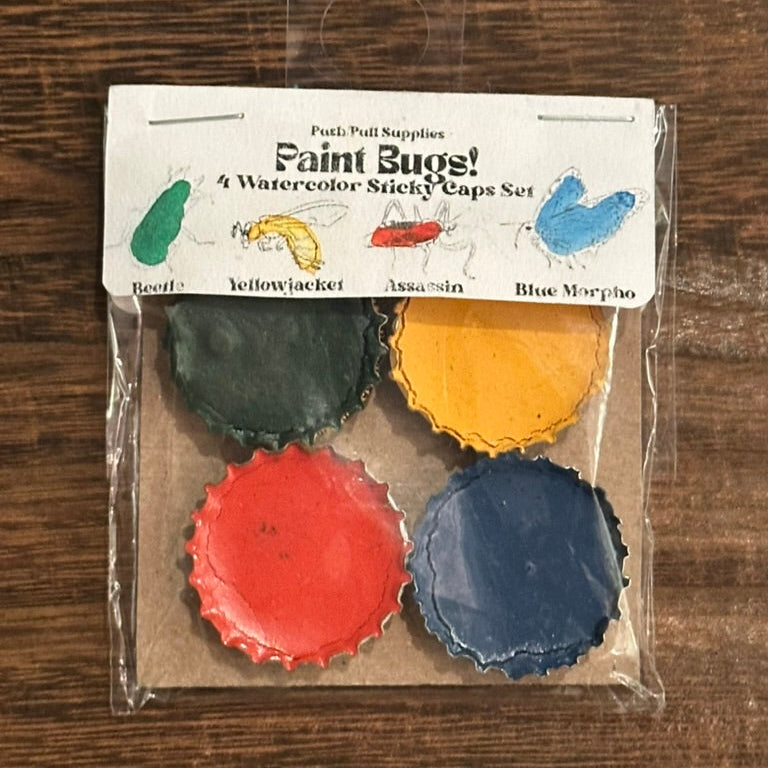 Push/Pull Supplies
Paint Bugs!
4 Watercolor Sticky Caps Set
Beetle Yellowjacket Assassin Blue Morpho